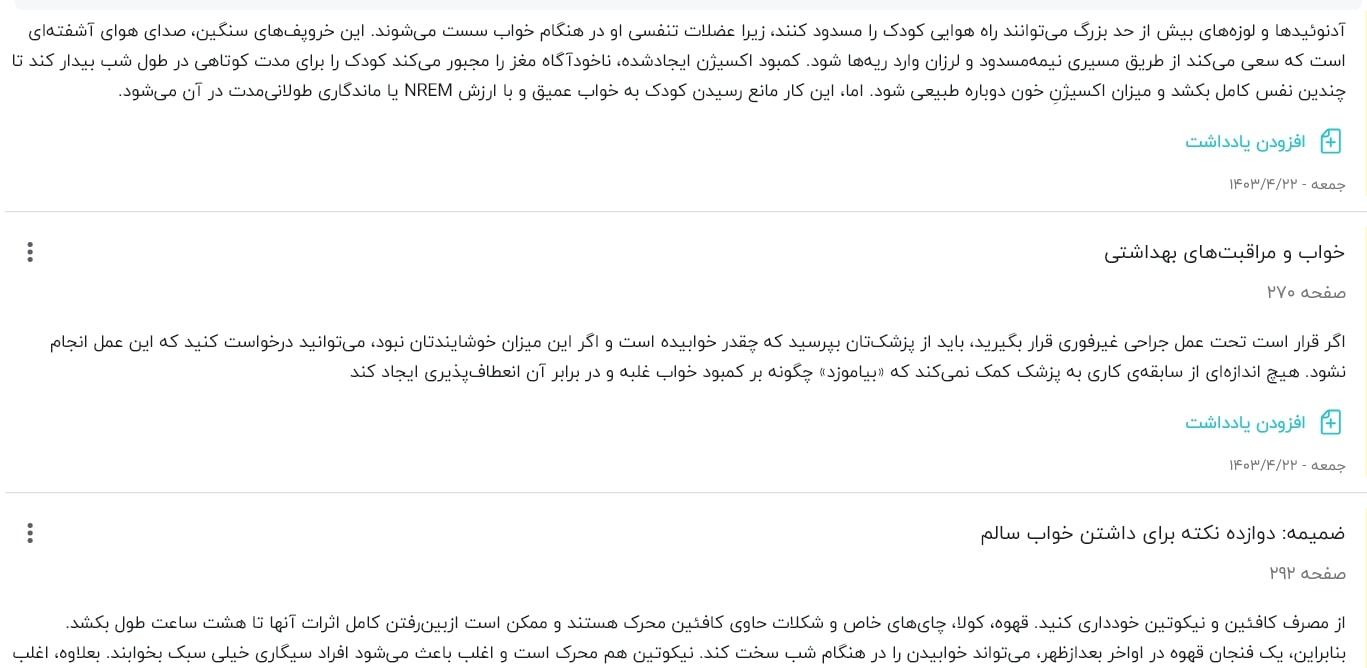 آدنوئیدها و لوزه‌های بیش از حد بزرگ می‌توانند راه هوایی کودک را مسدود کنند، زیرا عضلات تنفسی او در هنگام خواب سست می‌شوند. این خروپف‌های سنگین، صدای هوای آشفته‌ای
است که سعی می‌کند از طریق مسیری نیمه‌مسدود و لرزان وارد ریه‌ها شود. کمبود اکسیژن ایجادشده، ناخودآگاه مغز را مجبور می‌کند کودک را برای مدت کوتاهی در طول شب بیدار کند تا
چندین نفس کامل بکشد و میزان اکسیژنِ خون دوباره طبیعی شود. اما، این کار مانع رسیدن کودک به خواب عمیق و با ارزش NREM یا ماندگاری طولانی‌مدت در آن می‌شود.
افزودن یادداشت
جمعه - ۱۴۰۳/۴/۲۲
خواب و مراقبت‌های بهداشتی
صفحه ۲۷۰
اگر قرار است تحت عمل جراحی غیرفوری قرار بگیرید، باید از پزشک‌تان بپرسید که چقدر خوابیده است و اگر این میزان خوشایندتان نبود، می‌توانید درخواست کنید که این عمل انجام
نشود. هیچ اندازه‌ای از سابقه‌ی کاری به پزشک کمک نمی‌کند که «بیاموزد» چگونه بر کمبود خواب غلبه و در برابر آن انعطاف‌پذیری ایجاد کند
افزودن یادداشت
جمعه - ۱۴۰۳/۴/۲۲
ضمیمه: دوازده نکته برای داشتن خواب سالم
صفحه ۲۹۲
از مصرف کافئین و نیکوتین خودداری کنید. قهوه، کولا، چای‌های خاص و شکلات حاوی کافئین محرک هستند و ممکن است ازبین‌رفتن کامل اثرات آنها تا هشت ساعت طول بکشد.
بنابراین، یک فنجان قهوه در اواخر بعدازظهر، می‌تواند خوابیدن را در هنگام شب سخت کند. نیکوتین هم محرک است و اغلب باعث می‌شود افراد سیگاری خیلی سبک بخوابند. بعلاوه، اغلب